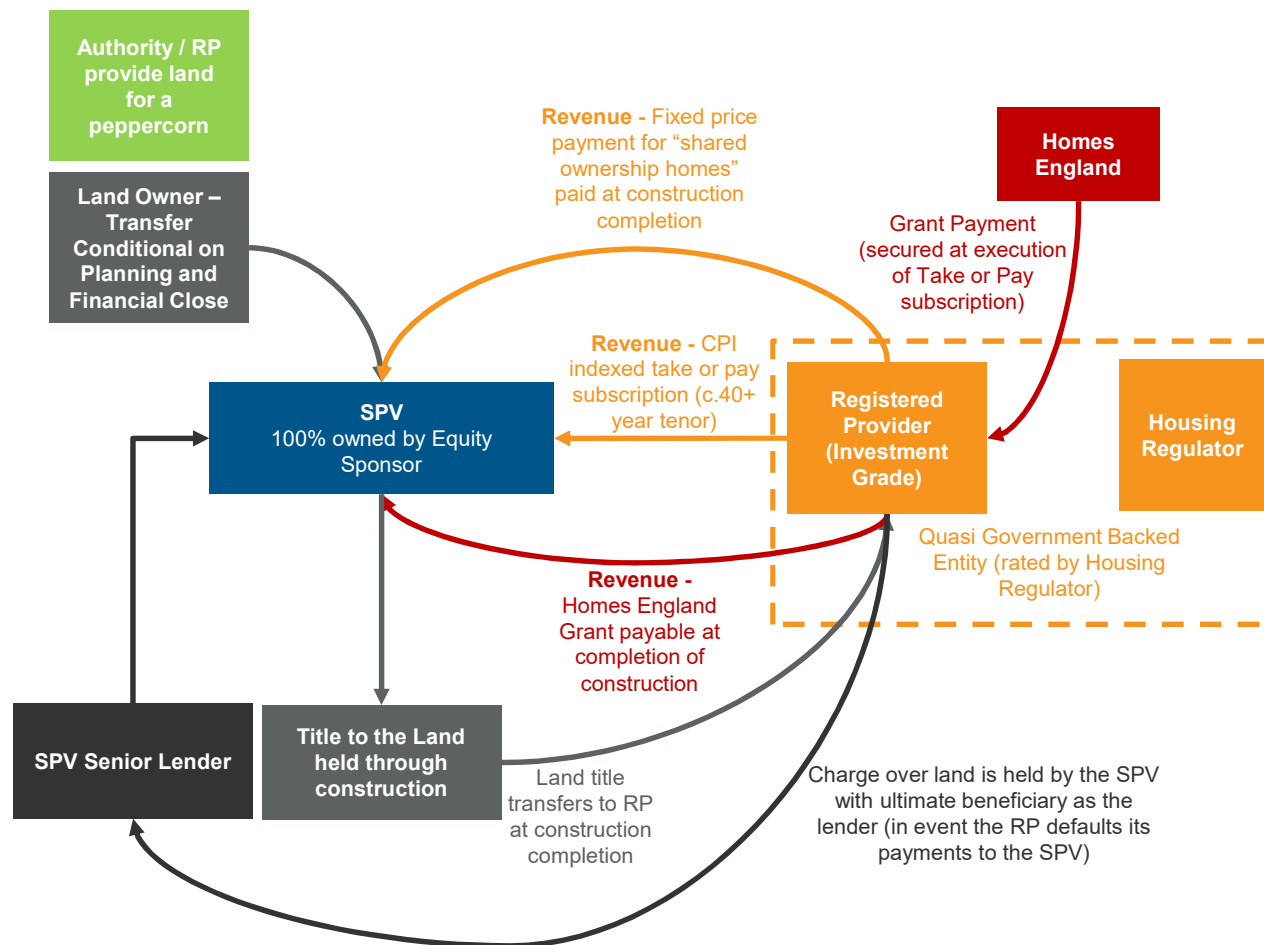 Authority / RP
provide land
for a
peppercorn
Land Owner –
Transfer
Conditional on
Planning and
Financial Close
Revenue - Fixed price
payment for “shared
ownership homes”
paid at construction
completion
Homes
England
Grant Payment
(secured at execution
of Take or Pay
subscription)
Revenue - CPI
indexed take or pay
subscription (c.40+
year tenor)
SPV
100% owned by Equity
Sponsor
Registered
Provider
(Investment
Grade)
Housing
Regulator
Quasi Government Backed
Entity (rated by Housing
Regulator)
Revenue -
Homes England
Grant payable at
completion of
construction
SPV Senior Lender
Title to the Land
held through
construction
Land title
transfers to RP
at construction
completion
Charge over land is held by the SPV
with ultimate beneficiary as the
lender (in event the RP defaults its
payments to the SPV)